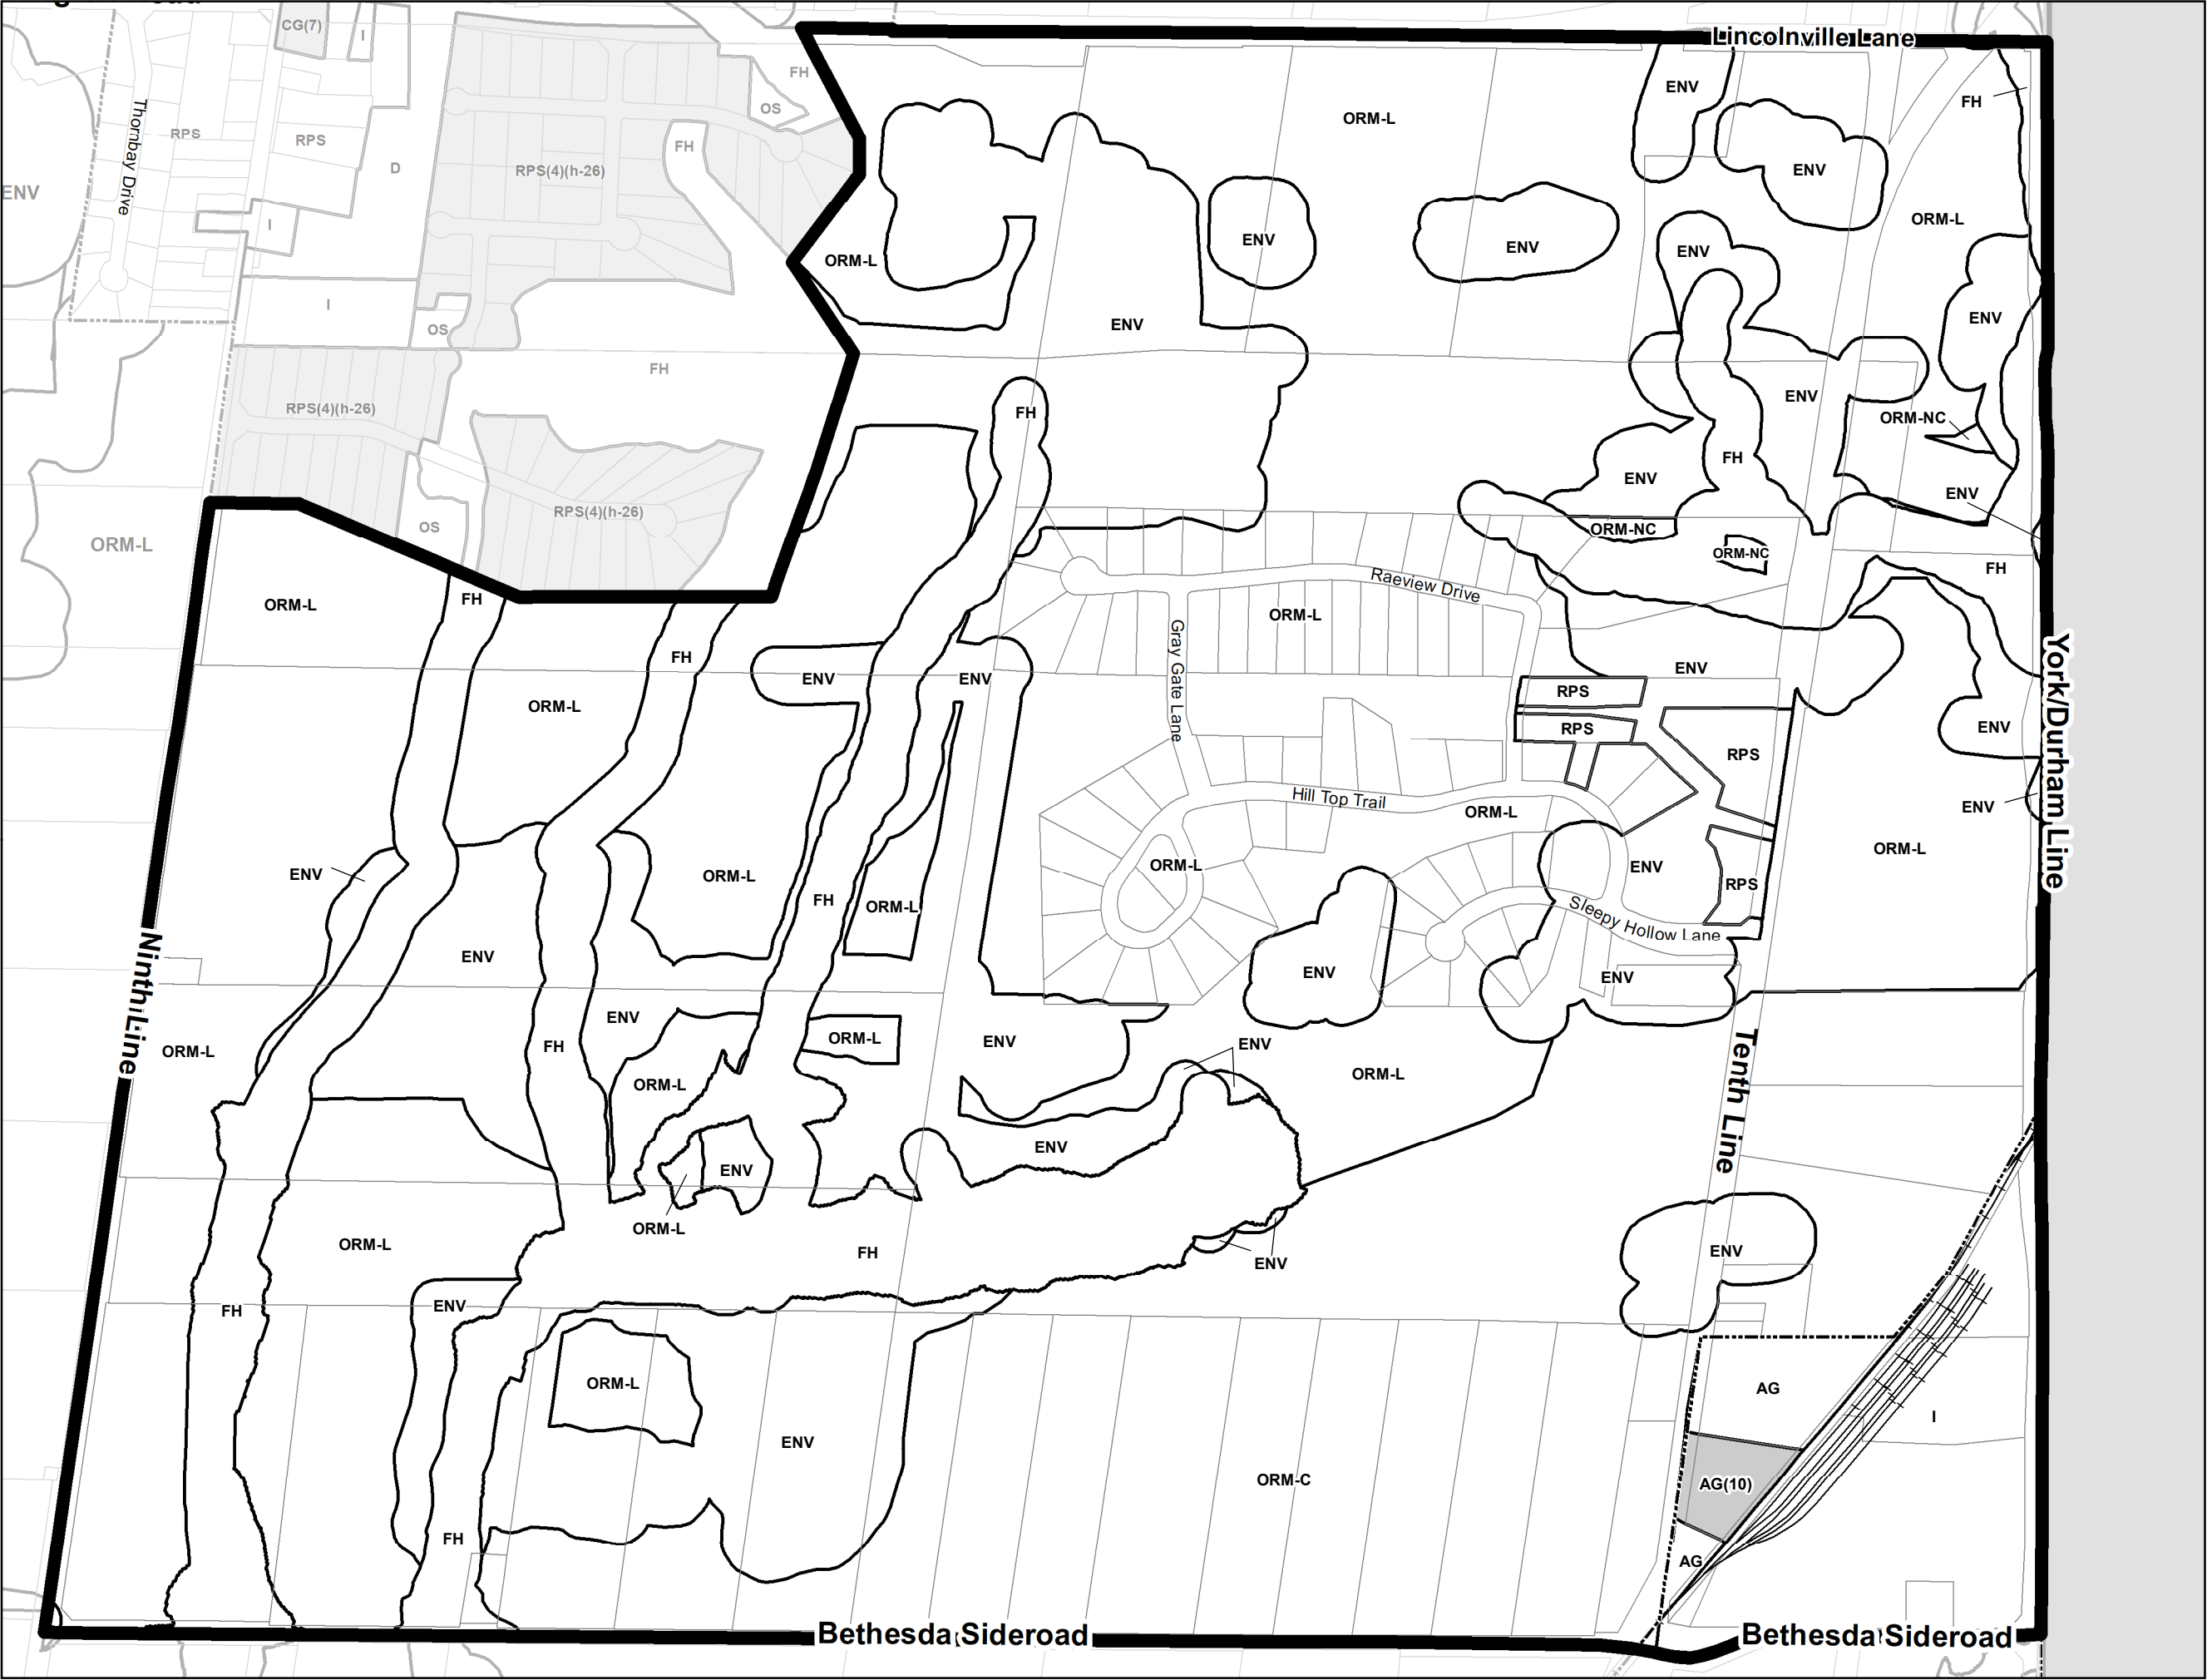 CG(7)
I
FH
OS
Thornbay Drive
RPS
RPS
D
RPS(4)(h-26)
FH
ENV
I
I
OS
FH
RPS(4)(h-26)
OS
RPS(4)(h-26)
ORM-L
Lincolnville Lane
ENV
FH
ORM-L
ENV
ORM-L
ENV
ENV
ENV
ORM-L
ENV
ENV
ENV
FH
ORM-NC
FH
ENV
ENV
ORM-NC
ORM-NC
FH
Raeview Drive
ORM-L
Gray Gate Lane
ORM-L
FH
FH
ORM-L
ENV
ENV
ENV
RPS
RPS
RPS
ENV
York/Durham Line
Hill Top Trail
ORM-L
ENV
ORM-L
ORM-L
ENV
RPS
ENV
ORM-L
FH
ORM-L
Sleepy Hollow Lane
ENV
ENV
ENV
Ninth Line
ORM-L
FH
ENV
ORM-L
ENV
ENV
ORM-L
ORM-L
Tenth Line
ENV
ENV
ORM-L
ORM-L
FH
ENV
ENV
FH
ENV
ORM-L
ENV
ORM-C
AG
I
AG(10)
FH
AG
Bethesda Sideroad
Bethesda Sideroad